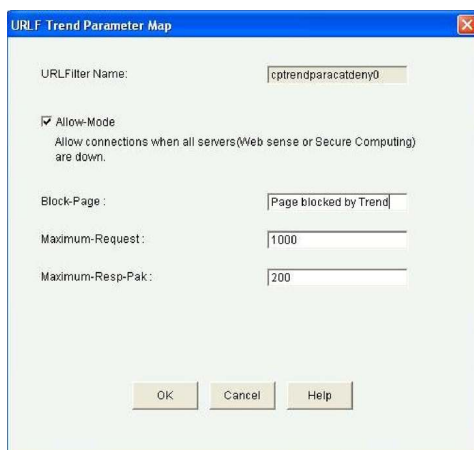 URLF Trend Parameter Map
URLFilter Name: cptrendparacatdeny0
Allow-Mode
Allow connections when all servers(Web sense or Secure Computing)
are down.
Block-Page : Page blocked by Trend
Maximum-Request : 1000
Maximum-Resp-Pak : 200
OK Cancel Help